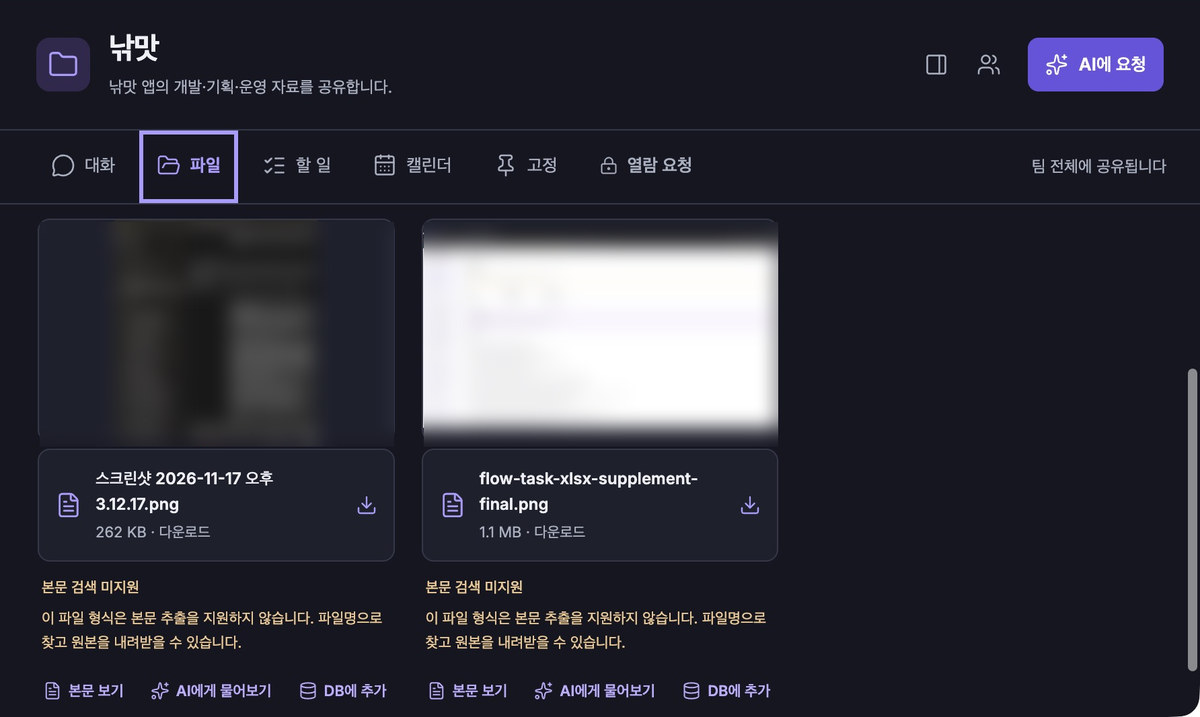 낚맛
낚맛 앱의 개발·기획·운영 자료를 공유합니다.
AI에 요청
대화
파일
할 일
캘린더
고정
열람 요청
팀 전체에 공유됩니다
스크린샷 2026-11-17 오후
3.12.17.png
262 KB · 다운로드
본문 검색 미지원
이 파일 형식은 본문 추출을 지원하지 않습니다. 파일명으로
찾고 원본을 내려받을 수 있습니다.
본문 보기
AI에게 물어보기
DB에 추가
flow-task-xlsx-supplement-
final.png
1.1 MB · 다운로드
본문 검색 미지원
이 파일 형식은 본문 추출을 지원하지 않습니다. 파일명으로
찾고 원본을 내려받을 수 있습니다.
본문 보기
AI에게 물어보기
DB에 추가